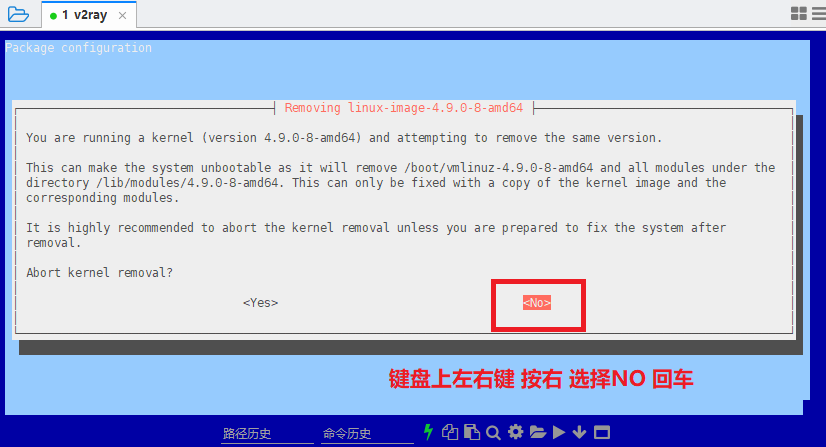 1 v2ray
Package configuration
Removing linux-image-4.9.0-8-amd64
You are running a kernel (version 4.9.0-8-amd64) and attempting to remove the same version.
This can make the system unbootable as it will remove /boot/vmlinuz-4.9.0-8-amd64 and all modules under the
directory /lib/modules/4.9.0-8-amd64. This can only be fixed with a copy of the kernel image and the
corresponding modules.
It is highly recommended to abort the kernel removal unless you are prepared to fix the system after
removal.
Abort kernel removal?
<Yes> <No>
键盘上左右键 按右 选择NO 回车
路径历史 命令历史